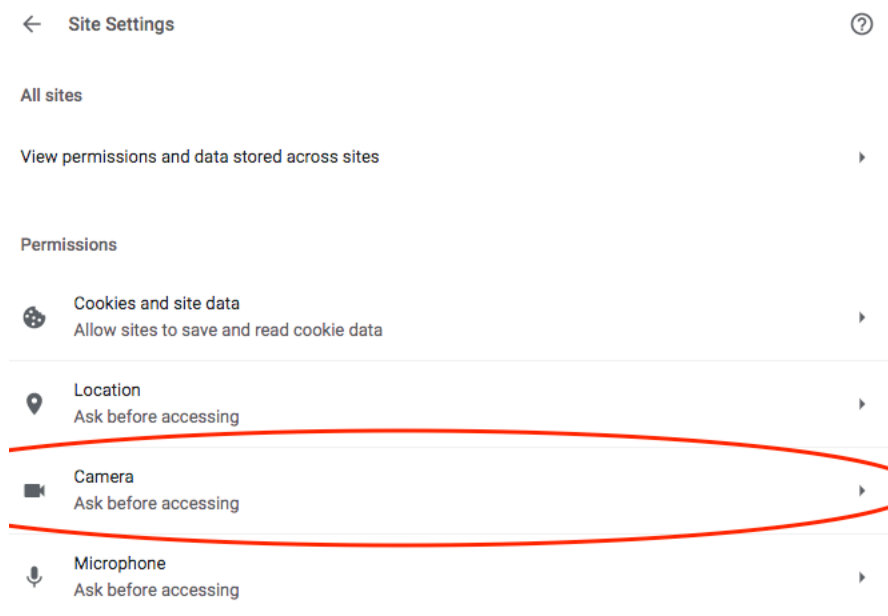 Site Settings
All sites
View permissions and data stored across sites
Permissions
Cookies and site data
Allow sites to save and read cookie data
Location
Ask before accessing
Camera
Ask before accessing
Microphone
Ask before accessing